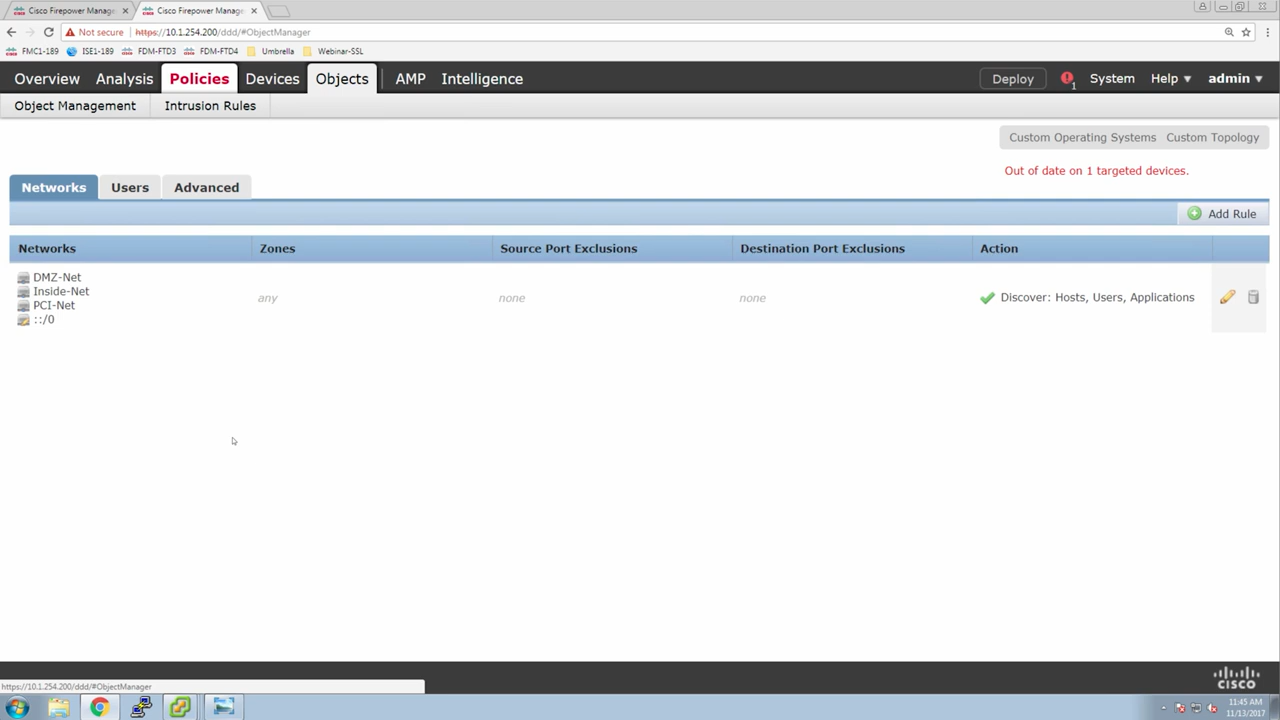 Cisco Firepower Manage
Cisco Firepower Manage
Not secure
https://10.1.254.200/ddd/#ObjectManager
FMC1-189
ISE1-189
FDM-FTD3
FDM-FTD4
Umbrella
Webinar-SSL
Overview
Analysis
Policies
Devices
Objects
AMP
Intelligence
Deploy
1
System
Help
admin
Object Management
Intrusion Rules
Custom Operating Systems
Custom Topology
Out of date on 1 targeted devices.
Networks
Users
Advanced
Add Rule
Networks
Zones
Source Port Exclusions
Destination Port Exclusions
Action
DMZ-Net
Inside-Net
PCI-Net
::/0
any
none
none
Discover: Hosts, Users, Applications
CISCO
https://10.1.254.200/ddd/#ObjectManager
11:45 AM
11/13/2017